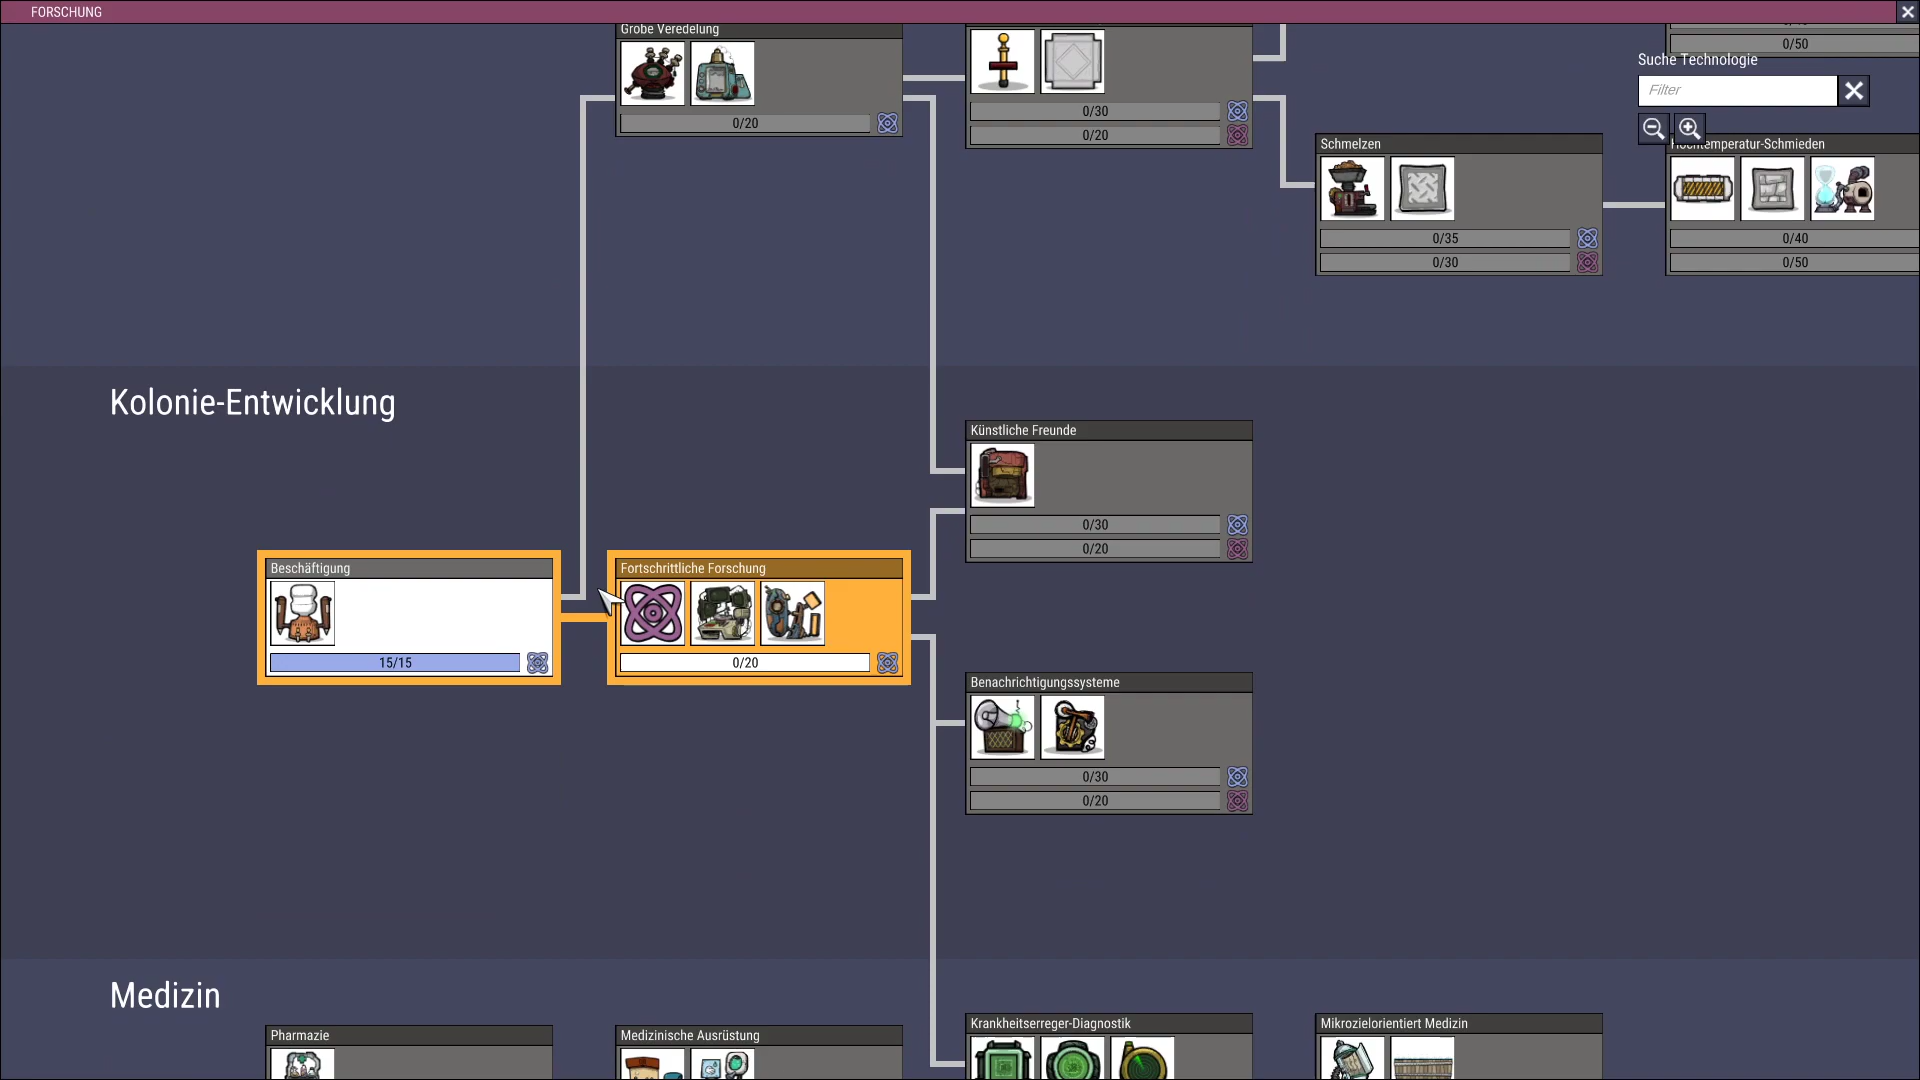 FORSCHUNG
Grobe Veredelung
0/20
0/30
0/20
0/50
Suche Technologie
Filter
Schmelzen
0/35
0/30
Hochtemperatur-Schmieden
0/40
0/50
Kolonie-Entwicklung
Künstliche Freunde
0/30
0/20
Beschäftigung
15/15
Fortschrittliche Forschung
0/20
Benachrichtigungssysteme
0/30
0/20
Medizin
Pharmazie
Medizinische Ausrüstung
Krankheitserreger-Diagnostik
Mikrozielorientiert Medizin